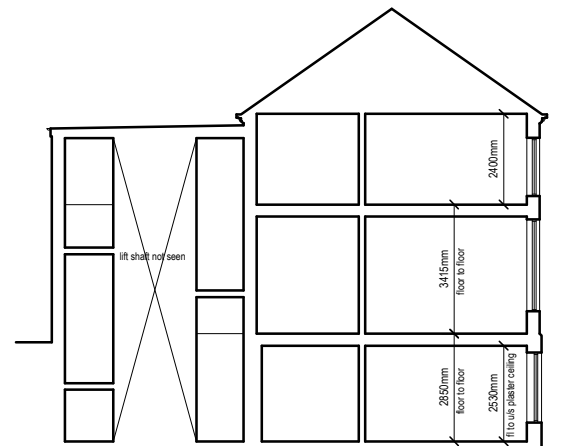 2400mm
lift shaft not seen
3415mm
floor to floor
2850mm
floor to floor
2530mm
fl to u/s plaster ceiling